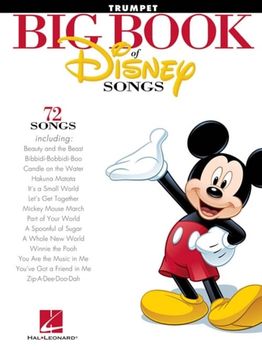 TRUMPET
BIG BOOK
of
Disney
SONGS
72
SONGS
including:
Beauty and the Beast
Bibbidi-Bobbidi-Boo
Candle on the Water
Hakuna Matata
It's a Small World
Let's Get Together
Mickey Mouse March
Part of Your World
A Spoonful of Sugar
A Whole New World
Winnie the Pooh
You Are the Music in Me
You've Got a Friend in Me
Zip-A-Dee-Doo-Dah
HAL•LEONARD®